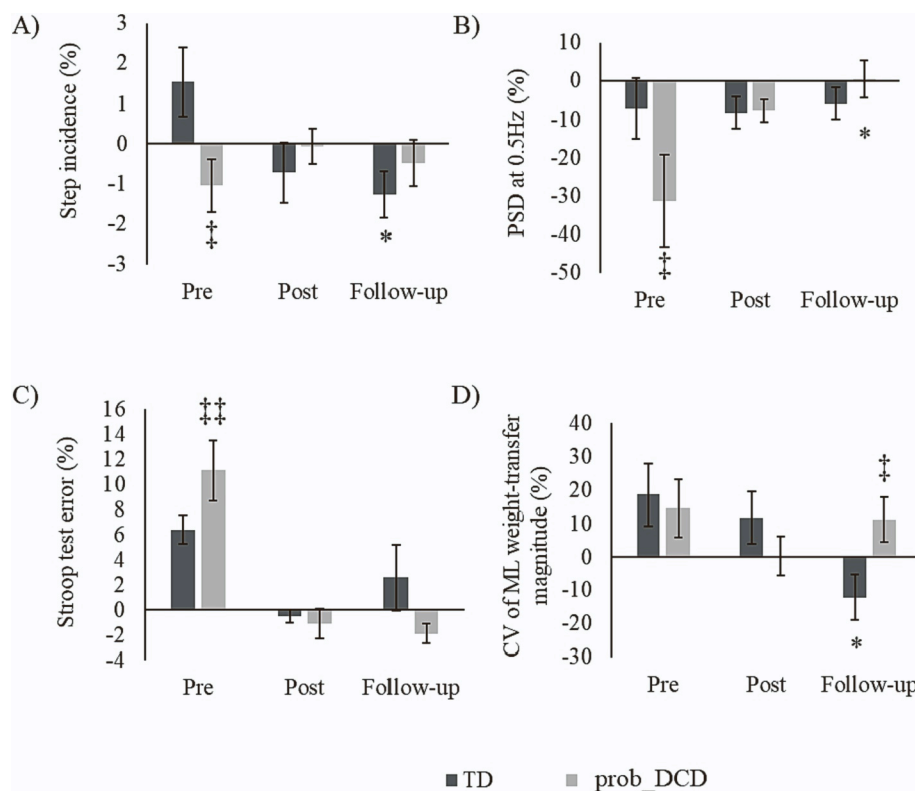 A)
Step incidence (%)
3
2
1
0
-1
-2
-3
‡
*
Pre Post Follow-up
B)
PSD at 0.5Hz (%)
10
0
-10
-20
-30
-40
-50
‡
*
Pre Post Follow-up
C)
Stroop test error (%)
16
14
12
10
8
6
4
2
0
-2
-4
‡‡
Pre Post Follow-up
D)
CV of ML weight-transfer
magnitude (%)
40
30
20
10
0
-10
-20
-30
‡
*
Pre Post Follow-up
TD prob_DCD